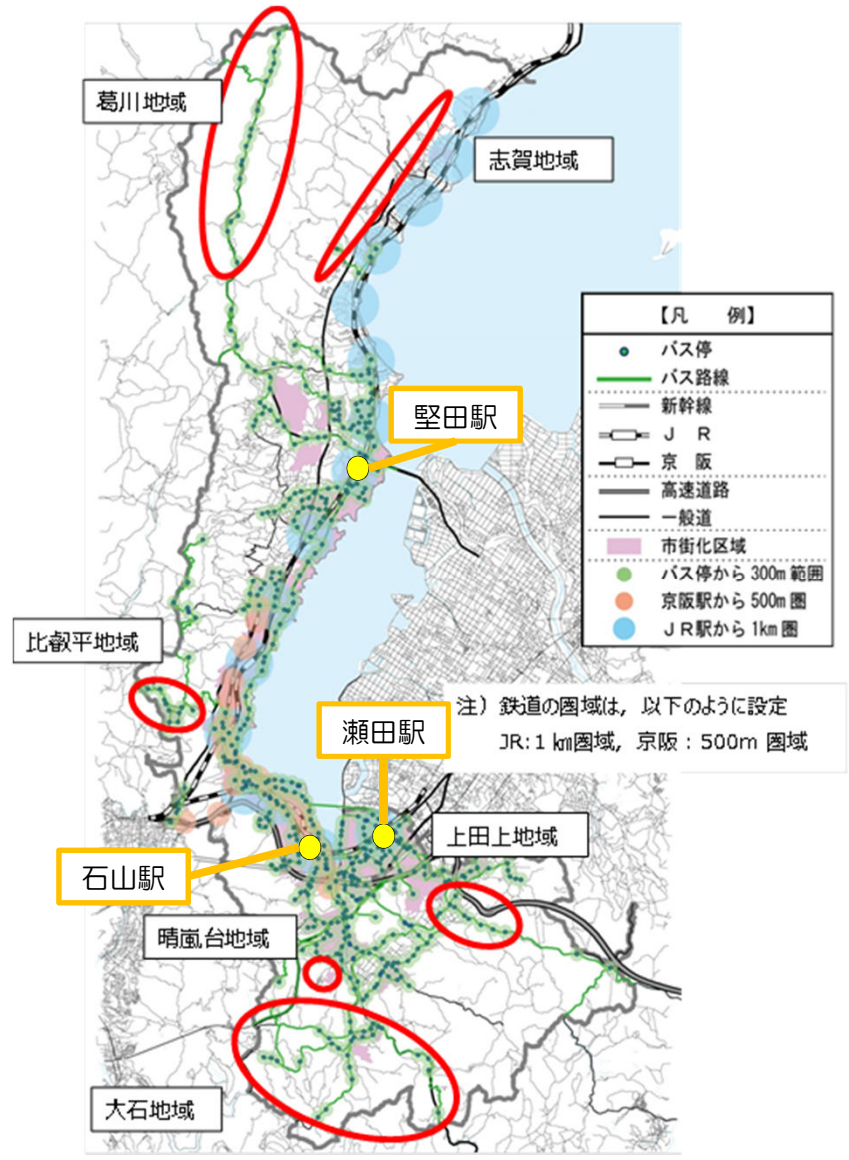 葛川地域
志賀地域
【凡　例】
バス停
バス路線
新幹線
ＪＲ
京阪
高速道路
一般道
市街化区域
バス停から300m範囲
京阪駅から500m圏
ＪＲ駅から1km圏
堅田駅
比叡平地域
注）鉄道の圏域は，以下のように設定
JR:1㎞圏域，京阪：500m圏域
瀬田駅
上田上地域
石山駅
晴嵐台地域
大石地域